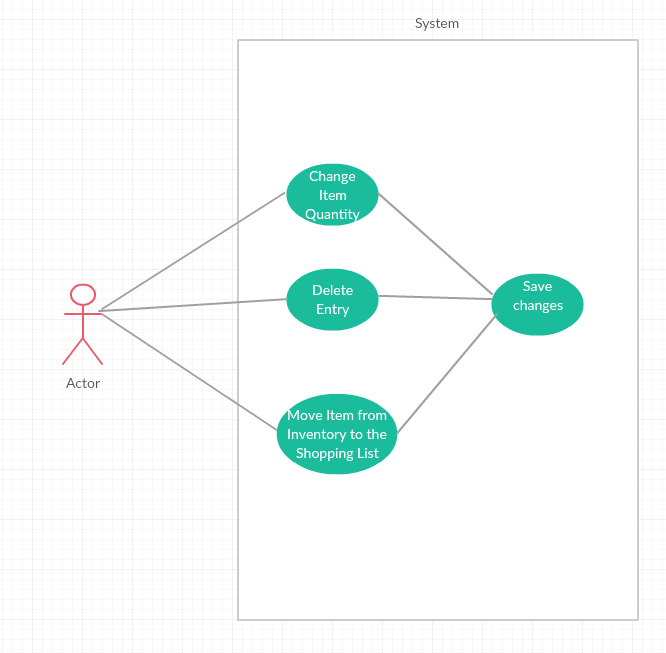 System
Change
Item
Quantity
Delete
Entry
Save
changes
Actor
Move Item from
Inventory to the
Shopping List